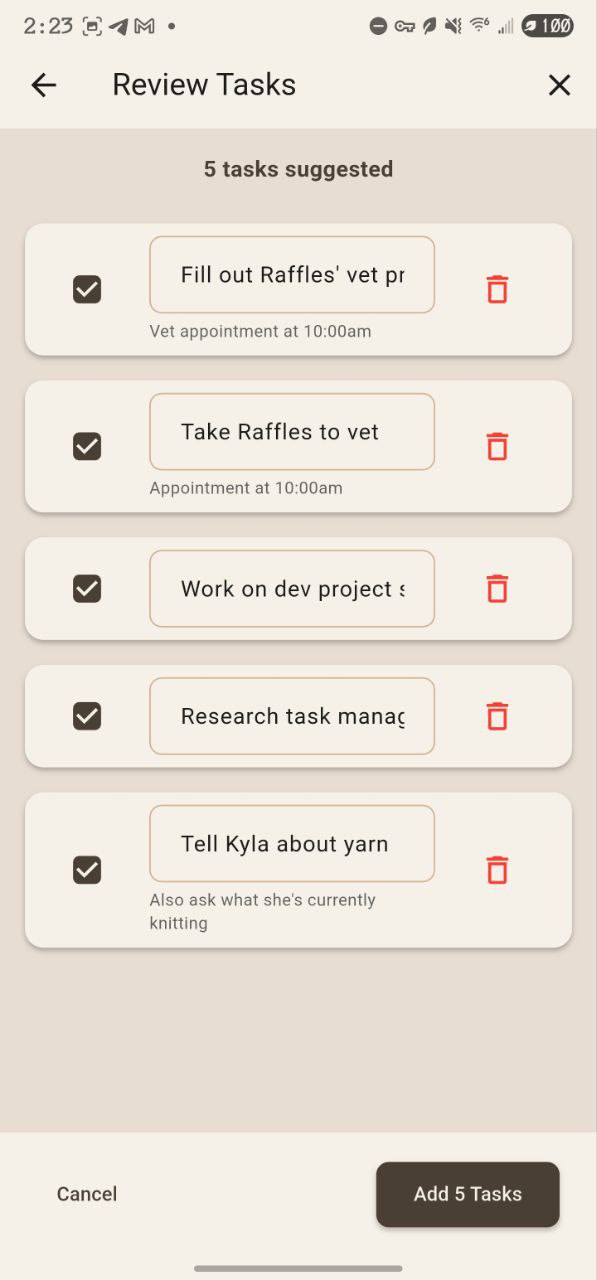 2:23
100
Review Tasks
5 tasks suggested
Fill out Raffles' vet pr
Vet appointment at 10:00am
Take Raffles to vet
Appointment at 10:00am
Work on dev project s
Research task manag
Tell Kyla about yarn
Also ask what she's currently
knitting
Cancel
Add 5 Tasks